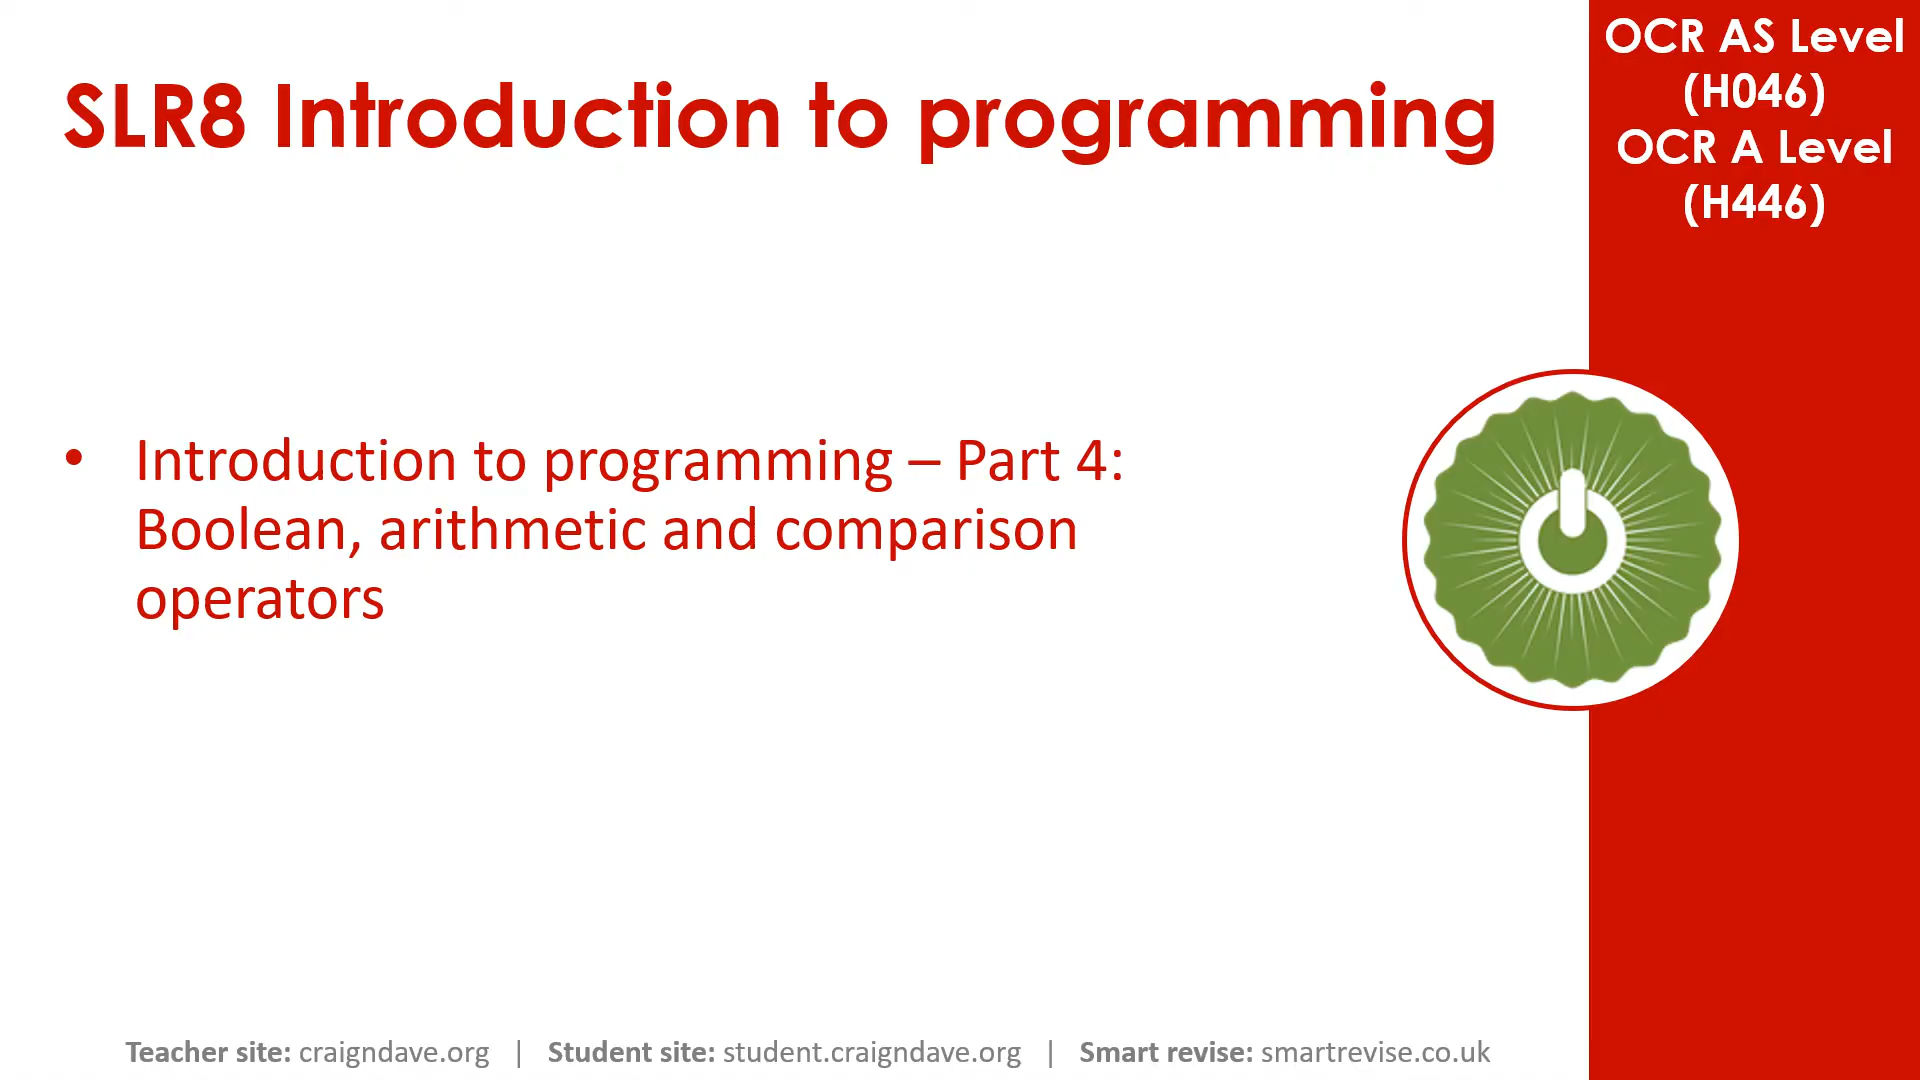 SLR8 Introduction to programming
OCR AS Level
(H046)
OCR A Level
(H446)
• Introduction to programming – Part 4:
Boolean, arithmetic and comparison
operators
Teacher site: craigndave.org | Student site: student.craigndave.org | Smart revise: smartrevise.co.uk